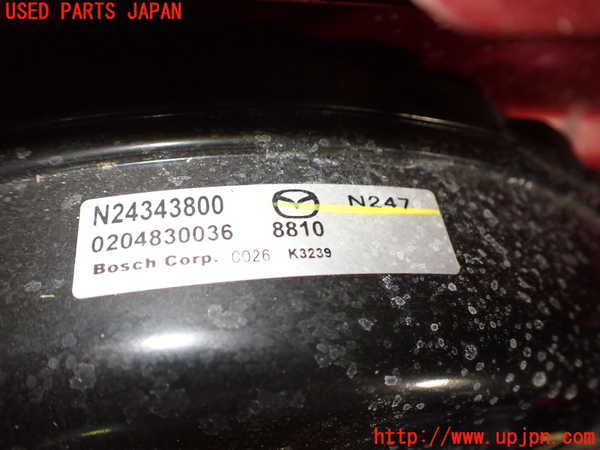 USED PARTS JAPAN
N24343800 N247
0204830036 8810
Bosch Corp. 0026 K3239
http://www.upjpn.com/